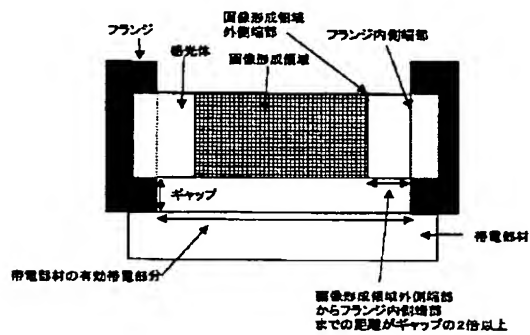 フランジ
感光体
画像形成領域
外側端部
画像形成領域
フランジ内側端部
ギャップ
帯電部材
帯電部材の有効帯電部分
画像形成領域外側端部
からフランジ内側端部
までの距離がギャップの2倍以上